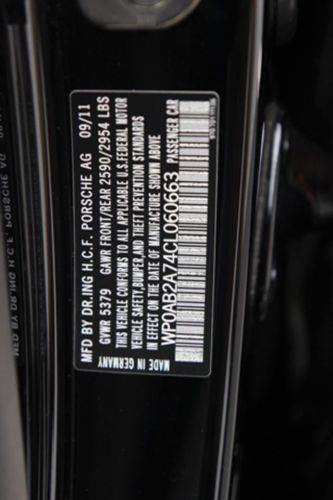 MFD BY DR.ING H.C.F. PORSCHE AG 09/11
GVWR 5379 GAWR FRONT/REAR 2590/2954 LBS
THIS VEHICLE CONFORMS TO ALL APPLICABLE U.S.FEDERAL MOTOR
VEHICLE SAFETY,BUMPER,AND THEFT PREVENTION STANDARDS
IN EFFECT ON THE DATE OF MANUFACTURE SHOWN ABOVE
WP0AB2A74CL060663 PASSENGER CAR
MADE IN GERMANY